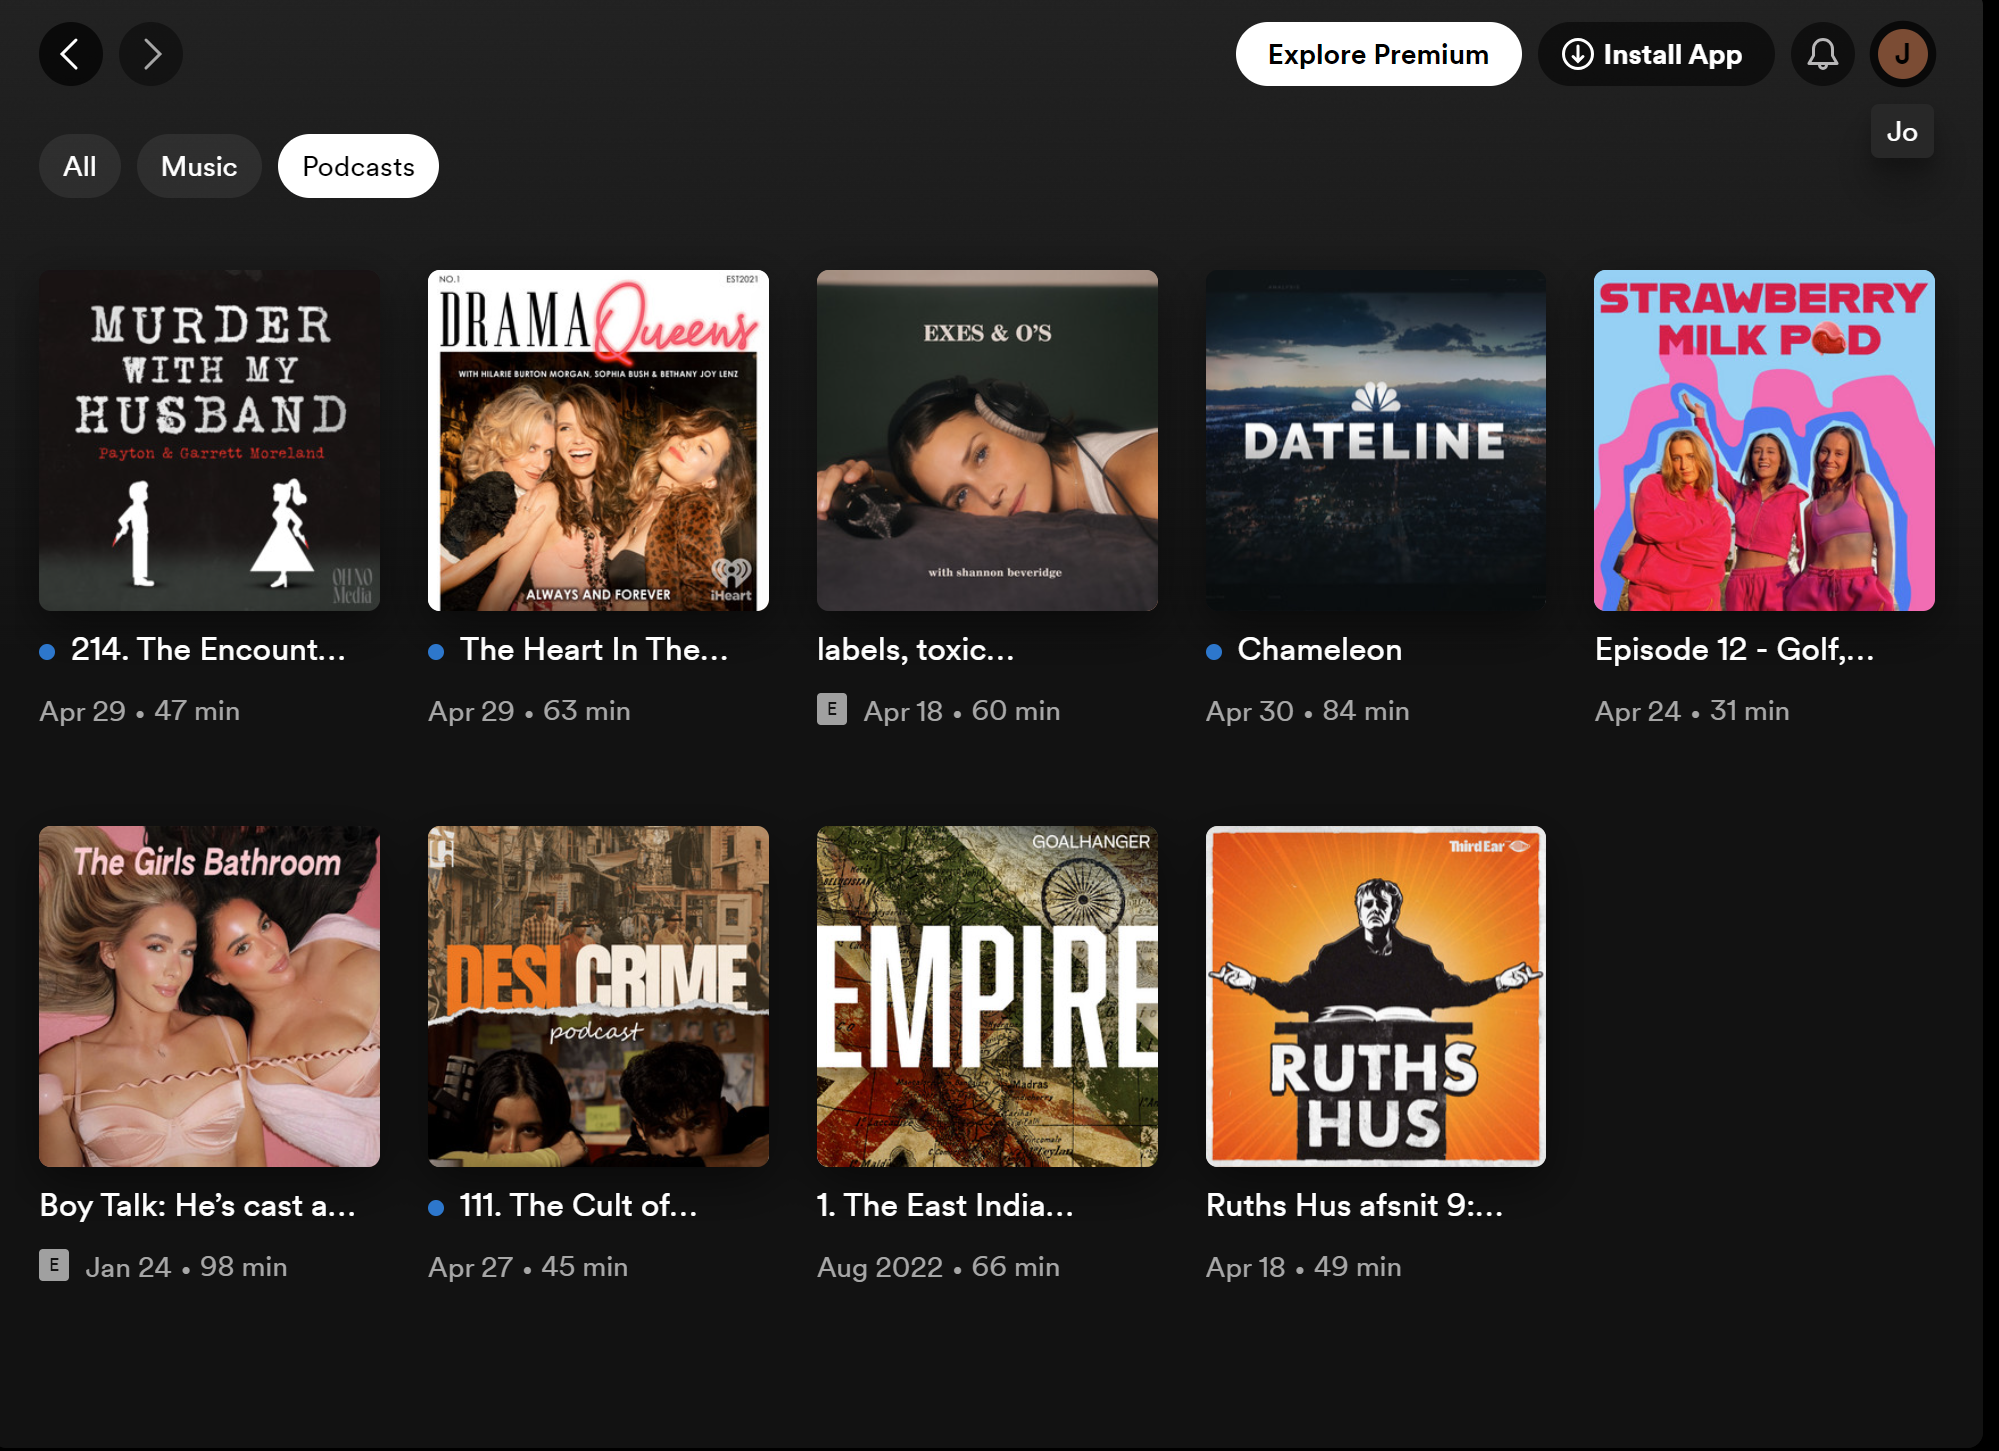 Explore Premium
Install App
J
Jo
All
Music
Podcasts
MURDER
WITH MY
HUSBAND
Payton & Garrett Moreland
OH NO
Media
214. The Encount...
Apr 29 • 47 min
NO.1
EST2021
DRAMA Queens
WITH HILARIE BURTON MORGAN, SOPHIA BUSH & BETHANY JOY LENZ
ALWAYS AND FOREVER
iHeart
The Heart In The...
Apr 29 • 63 min
EXES & O'S
with shannon beveridge
labels, toxic...
E Apr 18 • 60 min
DATELINE
Chameleon
Apr 30 • 84 min
STRAWBERRY
MILK POD
Episode 12 - Golf,...
Apr 24 • 31 min
The Girls Bathroom
Boy Talk: He's cast a...
E Jan 24 • 98 min
DESI CRIME
podcast
111. The Cult of...
Apr 27 • 45 min
GOALHANGER
EMPIRE
Madras
1. The East India...
Aug 2022 • 66 min
Third Ear
RUTHS
HUS
Ruths Hus afsnit 9:...
Apr 18 • 49 min